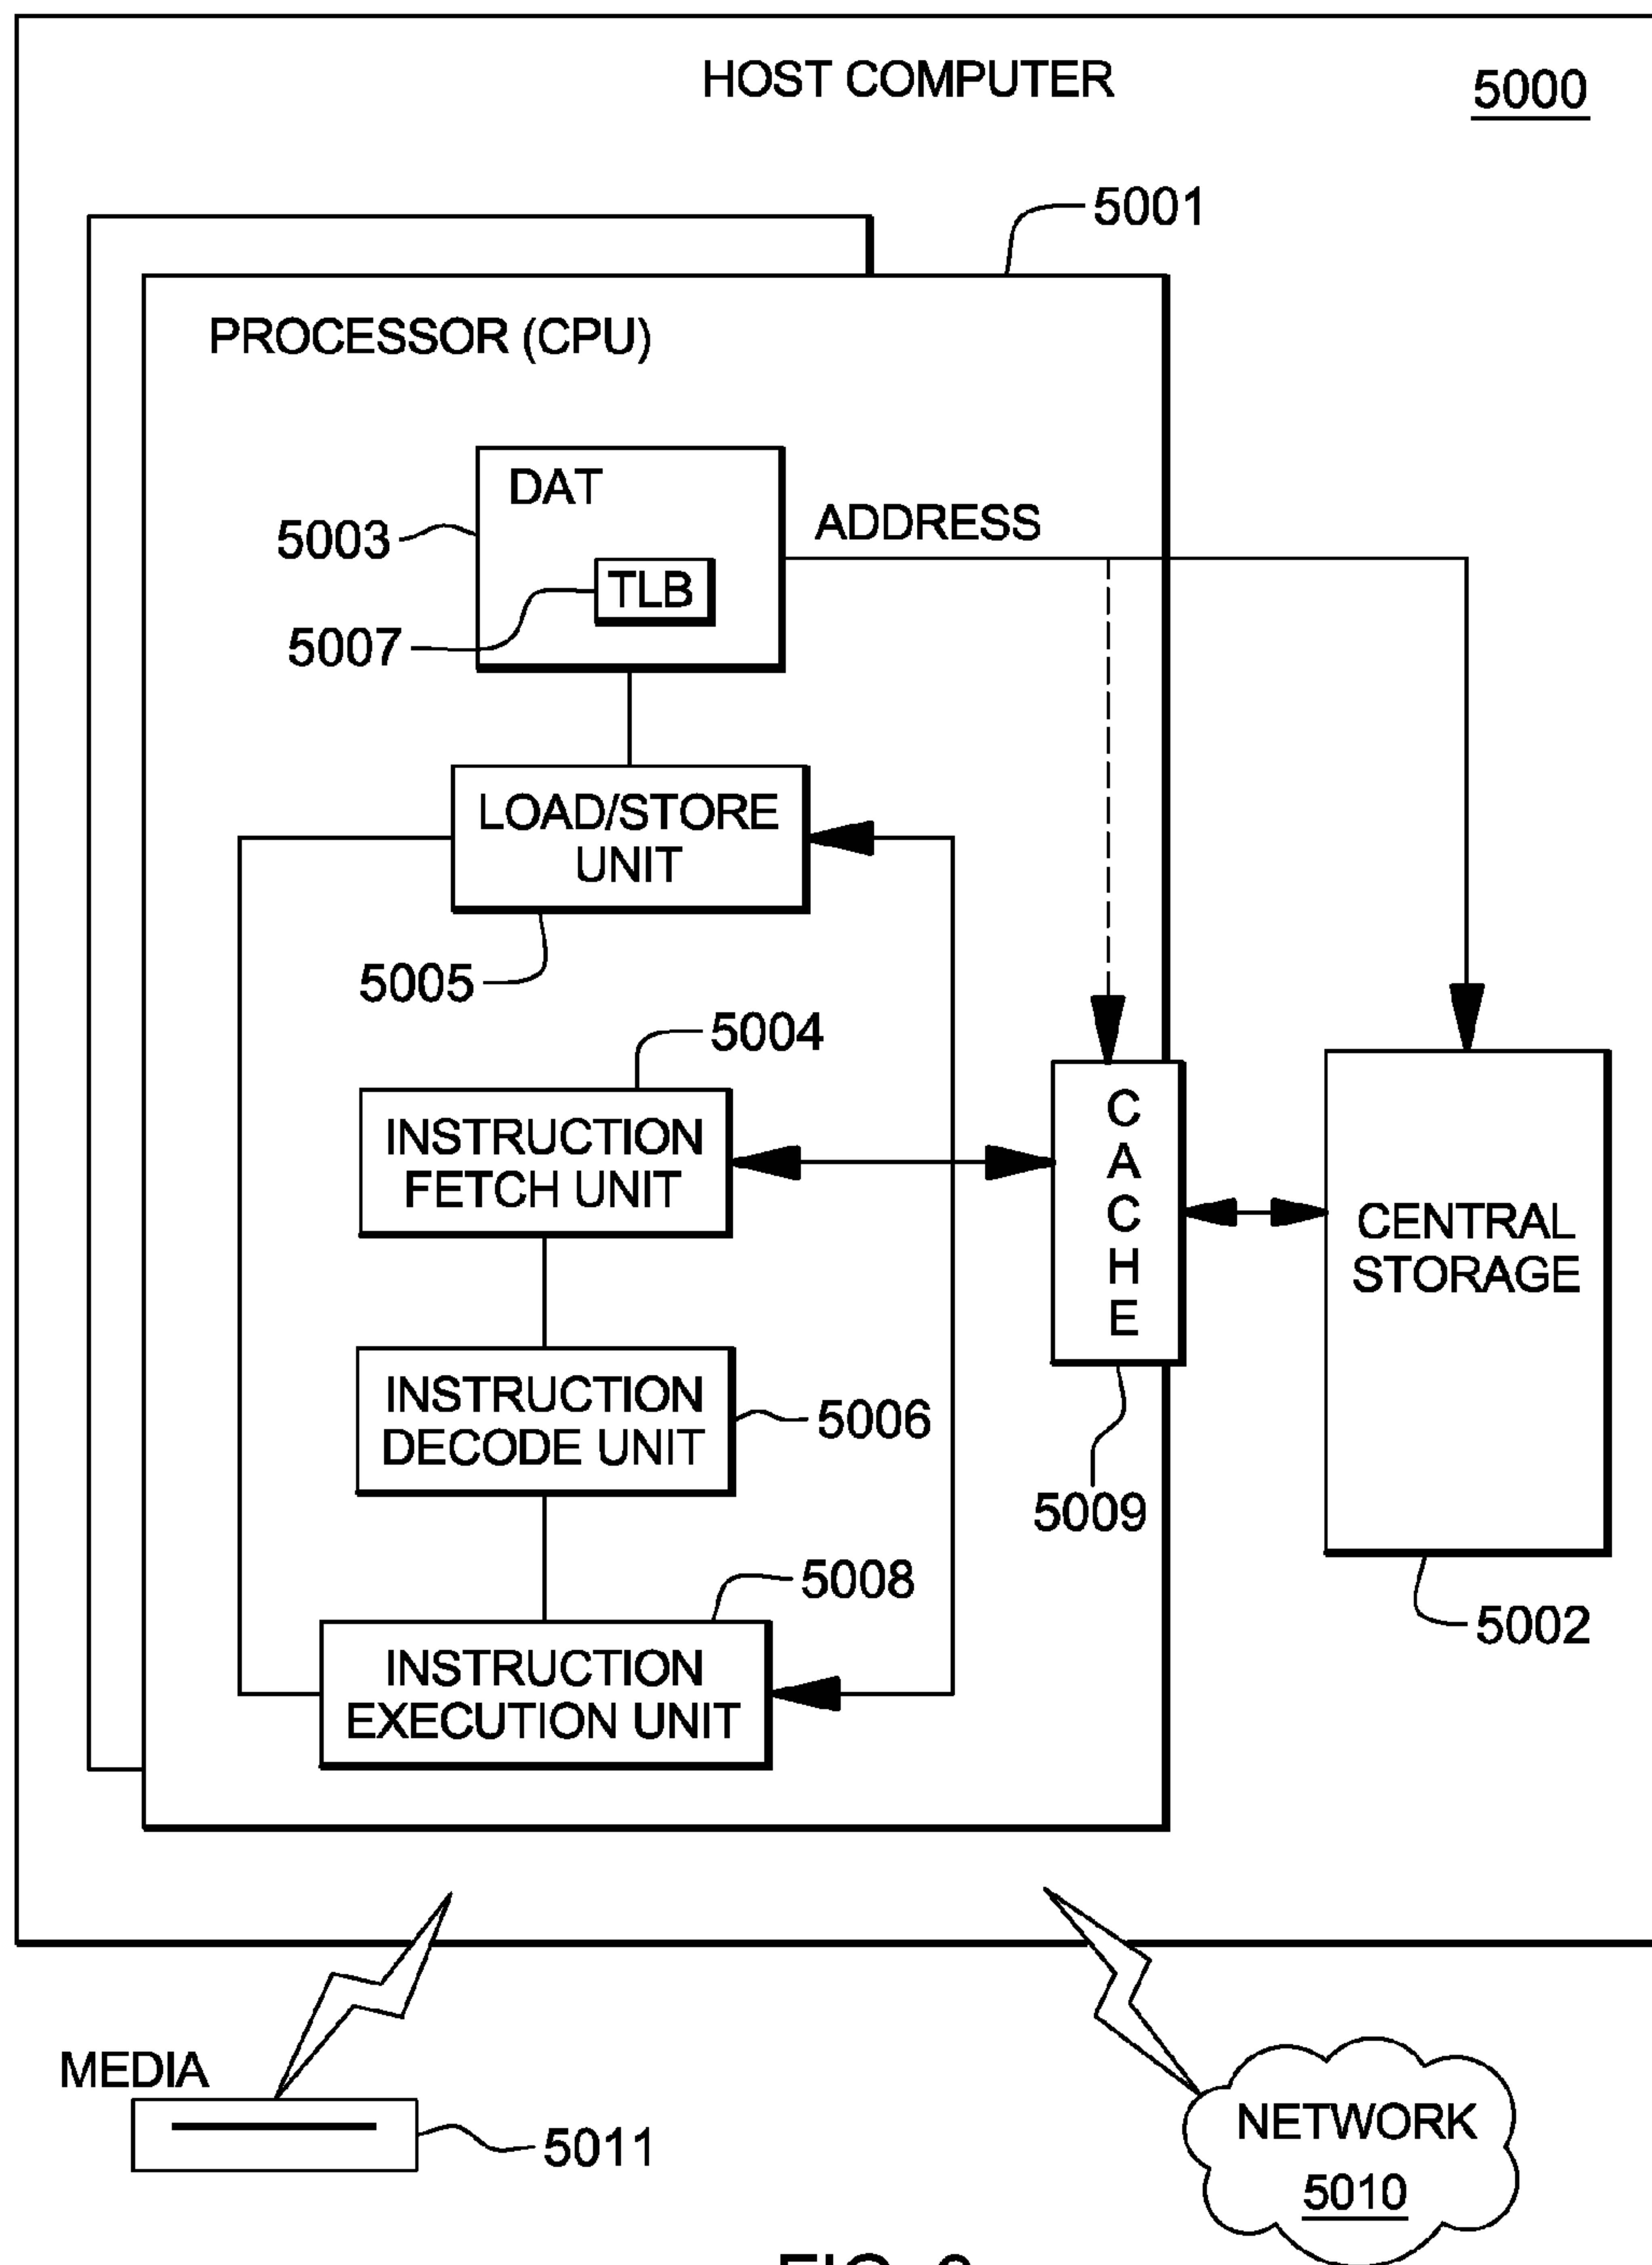 HOST COMPUTER
5000
5001
PROCESSOR (CPU)
DAT
5003
ADDRESS
TLB
5007
LOAD/STORE
UNIT
5005
5004
INSTRUCTION
FETCH UNIT
CACHE
CENTRAL
STORAGE
INSTRUCTION
DECODE UNIT
5006
5009
5008
5002
INSTRUCTION
EXECUTION UNIT
MEDIA
5011
NETWORK
5010